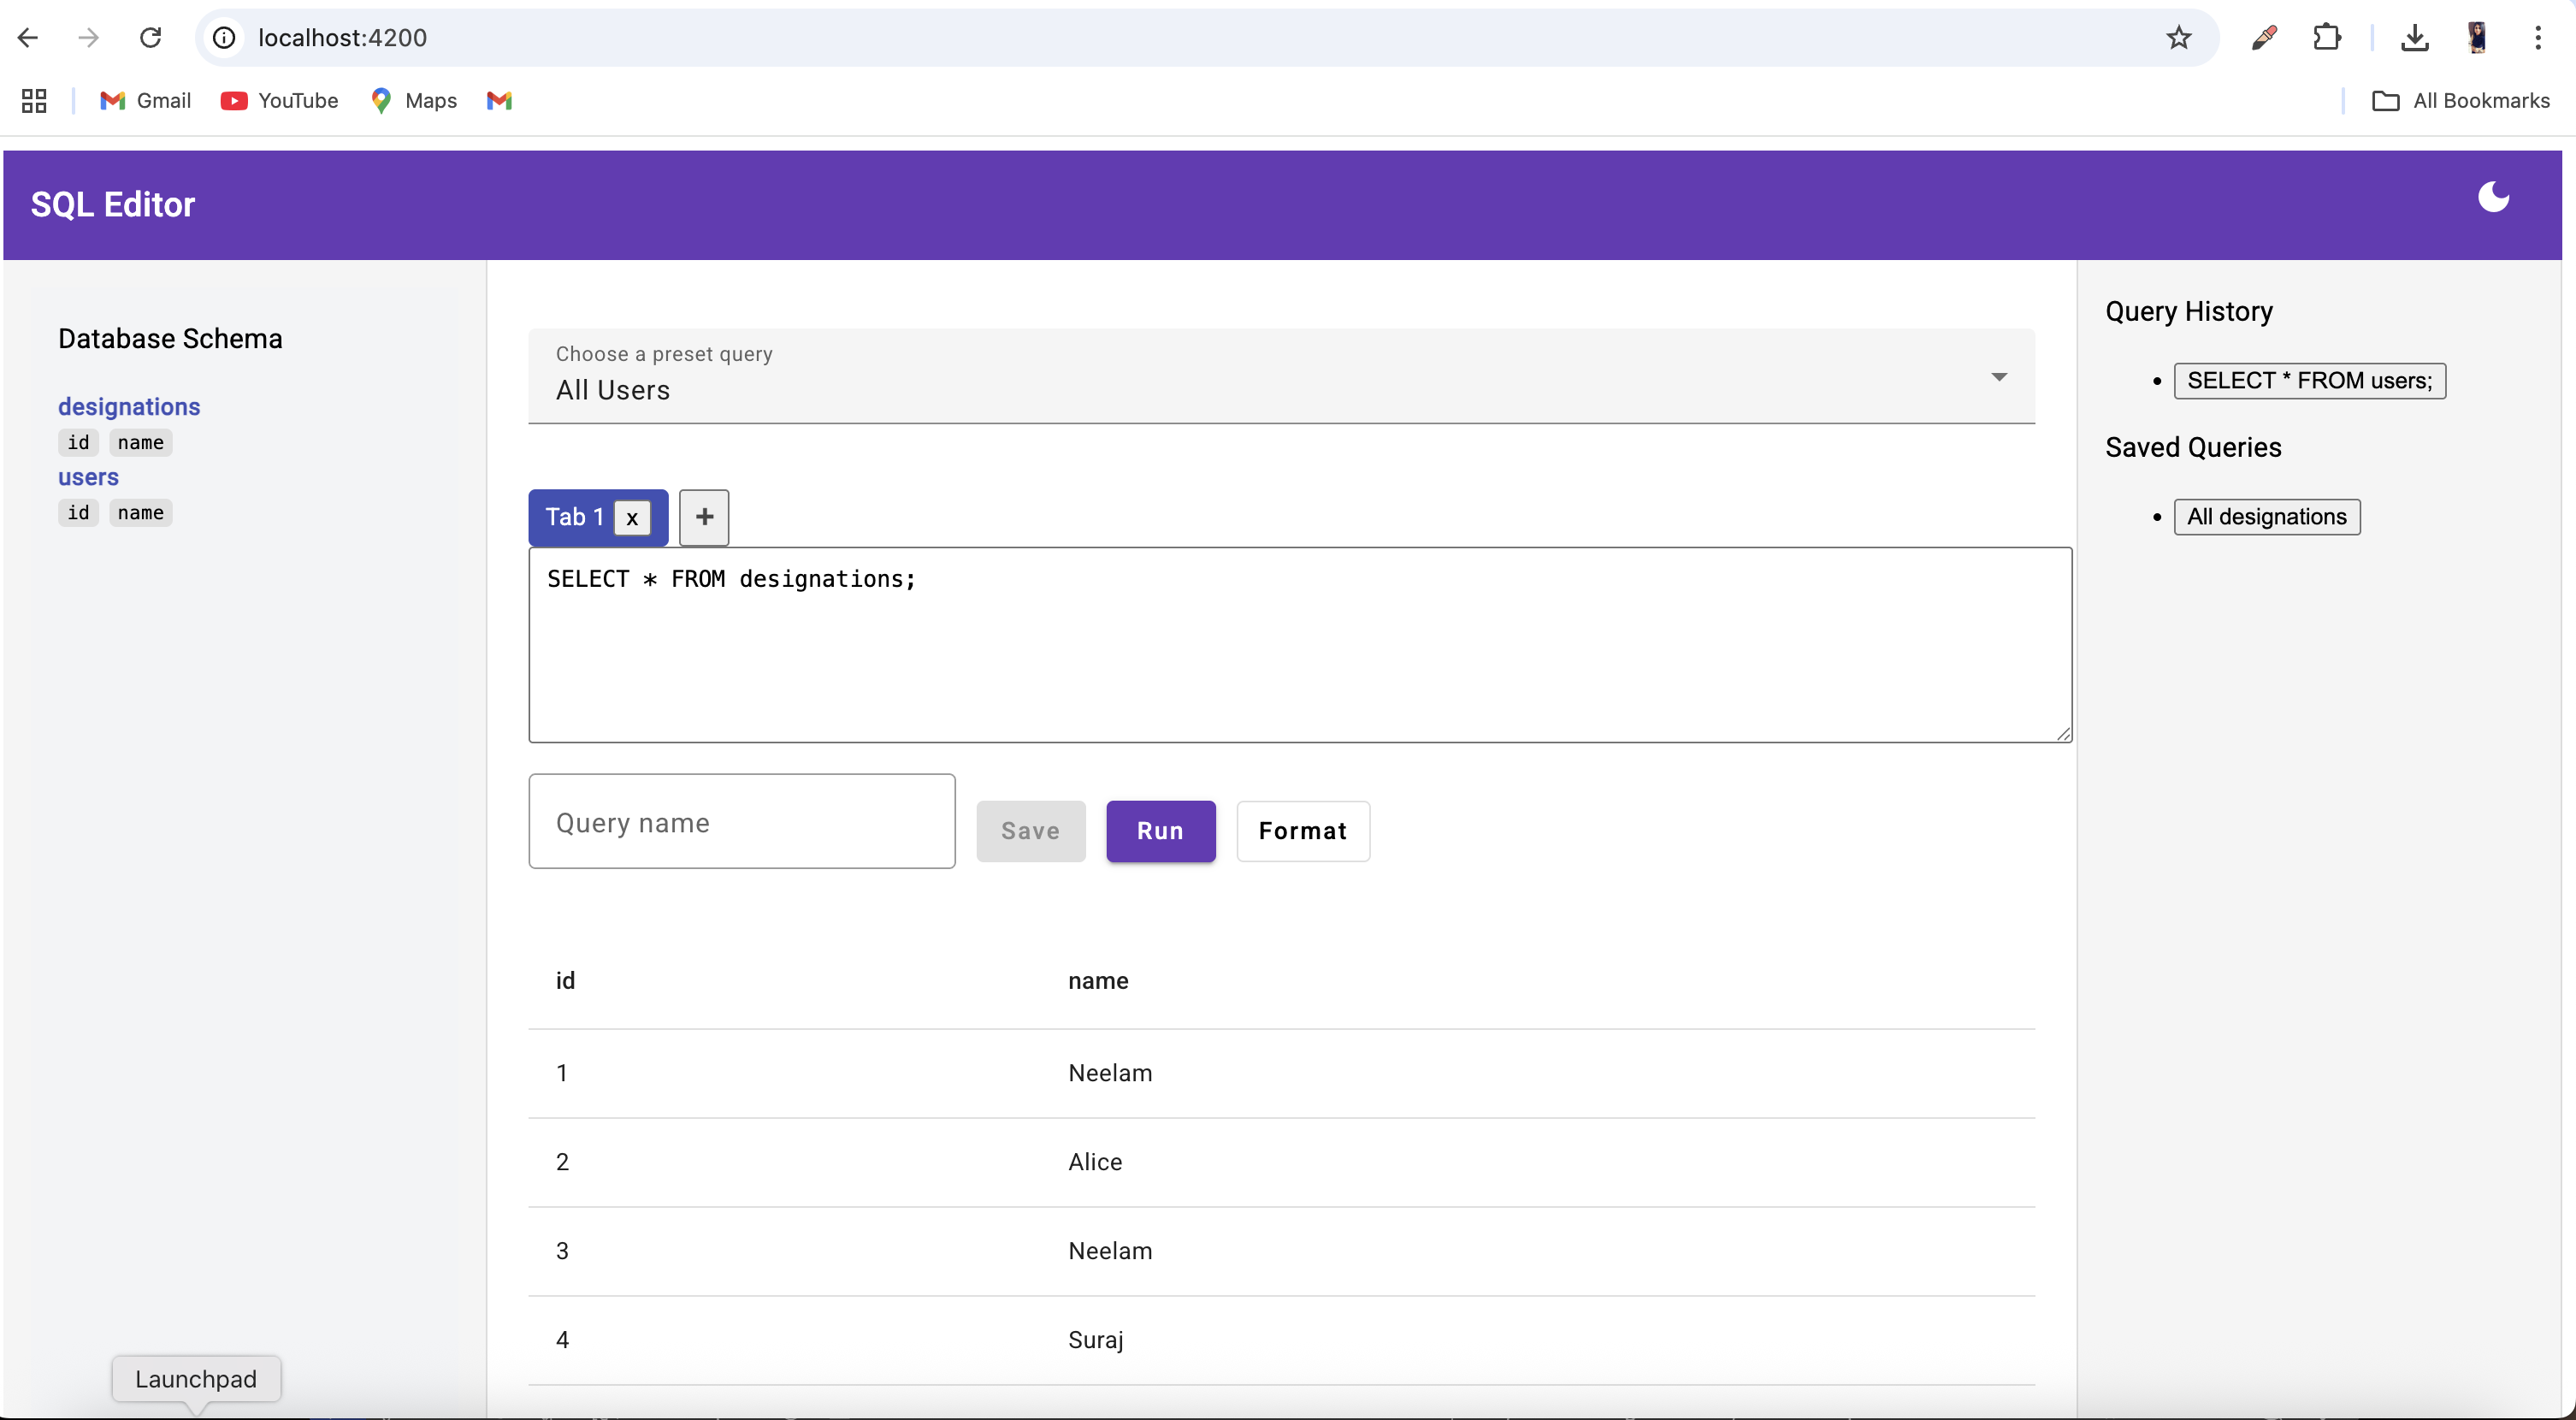 localhost:4200
Gmail YouTube Maps All Bookmarks
SQL Editor
Database Schema
designations
id name
users
id name
Choose a preset query
All Users
Tab 1 x +
SELECT * FROM designations;
Query name
Save Run Format
id name
1 Neelam
2 Alice
3 Neelam
4 Suraj
Query History
SELECT * FROM users;
Saved Queries
All designations
Launchpad